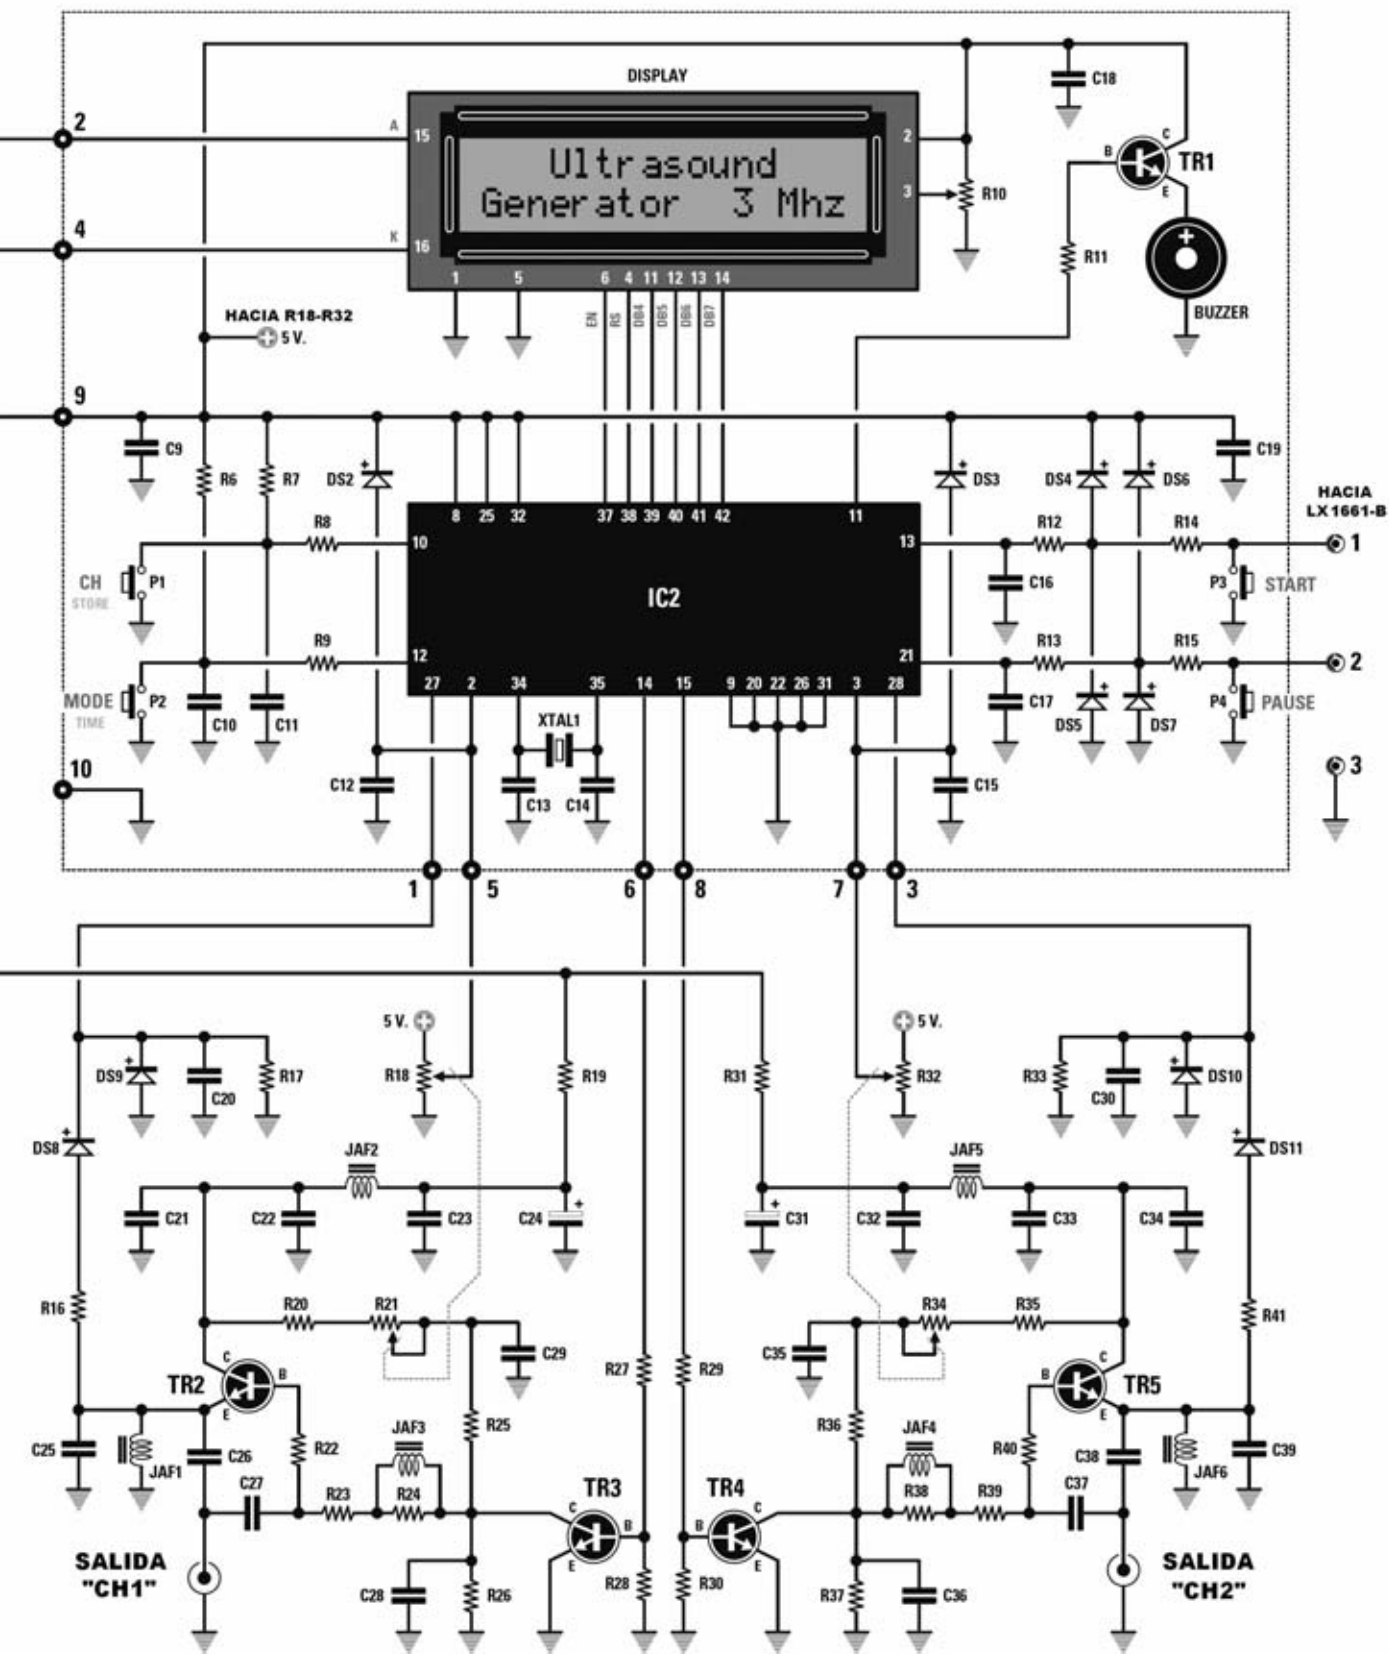 DISPLAY
C18
2
A
15
2
Ultrasound
Generator 3 Mhz
B
C
TR1
E
3
R10
4
K
16
R11
1
5
6
4
11
12
13
14
EN
RS
DB4
DB5
DB6
DB7
+
BUZZER
HACIA R18-R32
+ 5 V.
9
C9
R6
R7
DS2
+
DS3
+
DS4
+
DS6
+
C19
HACIA
LX1661-B
8
25
32
37
38
39
40
41
42
11
R8
10
13
R12
R14
1
CH
STORE
P1
IC2
C16
P3
START
R9
12
21
R13
R15
2
MODE
TIME
P2
C10
C11
27
2
34
35
14
15
9
20
22
26
31
3
28
C17
DS5
+
DS7
+
P4
PAUSE
XTAL1
10
C12
C13
C14
C15
3
1
5
6
8
7
3
5 V. +
+ 5 V.
DS9
+
C20
R17
R18
R19
R31
R32
R33
C30
DS10
+
DS8
+
JAF2
JAF5
DS11
+
C21
C22
C23
C24
+
C31
+
C32
C33
C34
R16
R20
R21
R34
R35
R41
C29
C35
R27
R29
TR2
C
B
E
TR5
C
B
E
C25
JAF1
C26
R22
JAF3
R25
R36
JAF4
R40
C38
JAF6
C39
C27
R23
R24
TR3
C
B
E
TR4
C
B
E
R38
R39
C37
SALIDA
"CH1"
C28
R26
R28
R30
R37
C36
SALIDA
"CH2"